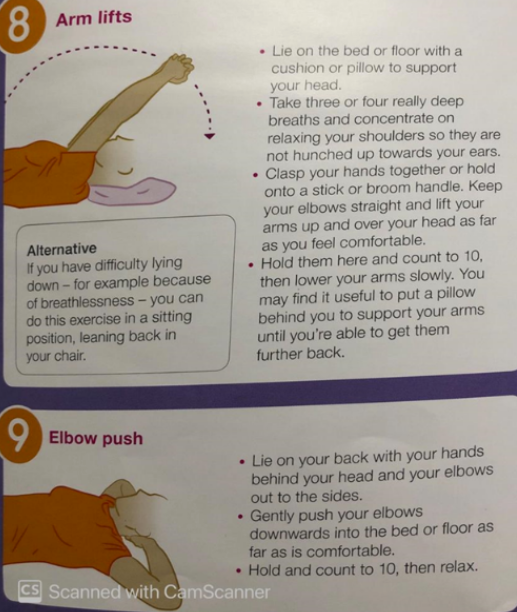 8
Arm lifts
• Lie on the bed or floor with a
cushion or pillow to support
your head.
• Take three or four really deep
breaths and concentrate on
relaxing your shoulders so they are
not hunched up towards your ears.
• Clasp your hands together or hold
onto a stick or broom handle. Keep
your elbows straight and lift your
arms up and over your head as far
as you feel comfortable.
• Hold them here and count to 10,
then lower your arms slowly. You
may find it useful to put a pillow
behind you to support your arms
until you're able to get them
further back.
Alternative
If you have difficulty lying
down – for example because
of breathlessness – you can
do this exercise in a sitting
position, leaning back in
your chair.
9
Elbow push
• Lie on your back with your hands
behind your head and your elbows
out to the sides.
• Gently push your elbows
downwards into the bed or floor as
far as is comfortable.
• Hold and count to 10, then relax.
CS Scanned with CamScanner